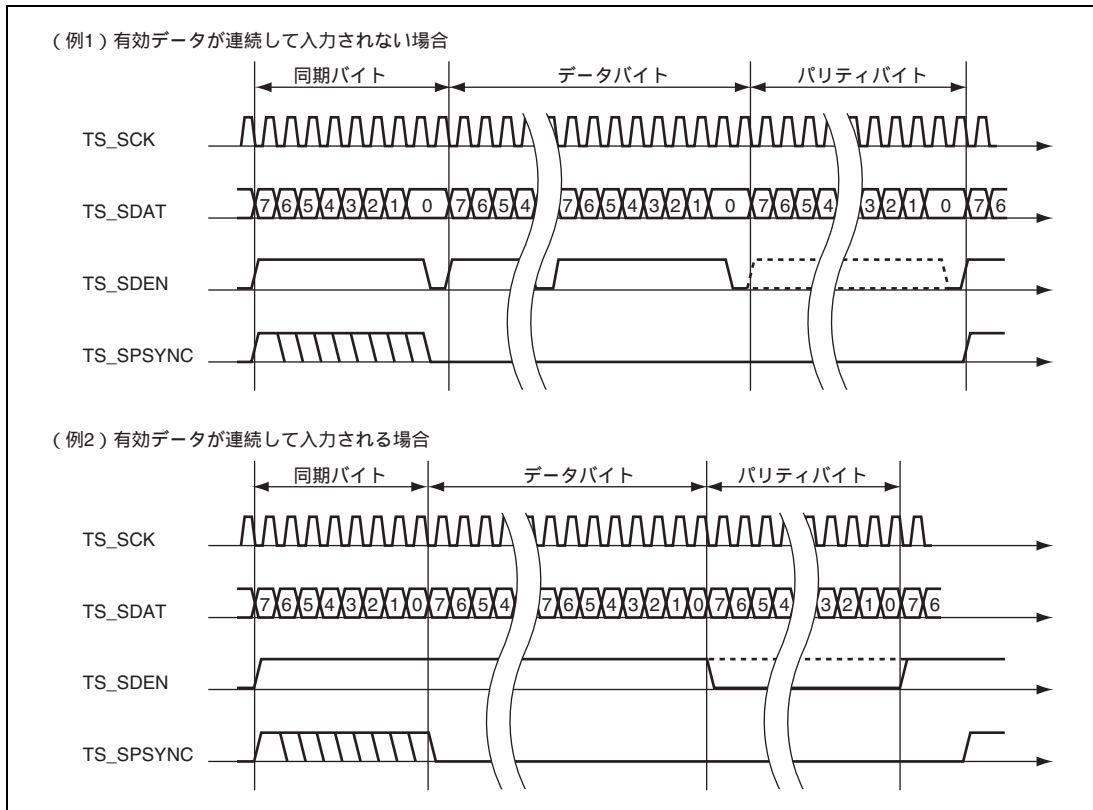 （例1）有効データが連続して入力されない場合
同期バイト データバイト パリティバイト
TS_SCK
TS_SDAT 7 6 5 4 3 2 1 0 7 6 5 4 7 6 5 4 3 2 1 0 7 6 5 4 3 2 1 0 7 6
TS_SDEN
TS_SPSYNC
（例2）有効データが連続して入力される場合
同期バイト データバイト パリティバイト
TS_SCK
TS_SDAT 7 6 5 4 3 2 1 0 7 6 5 4 7 6 5 4 3 2 1 0 7 6 5 4 3 2 1 0 7 6
TS_SDEN
TS_SPSYNC